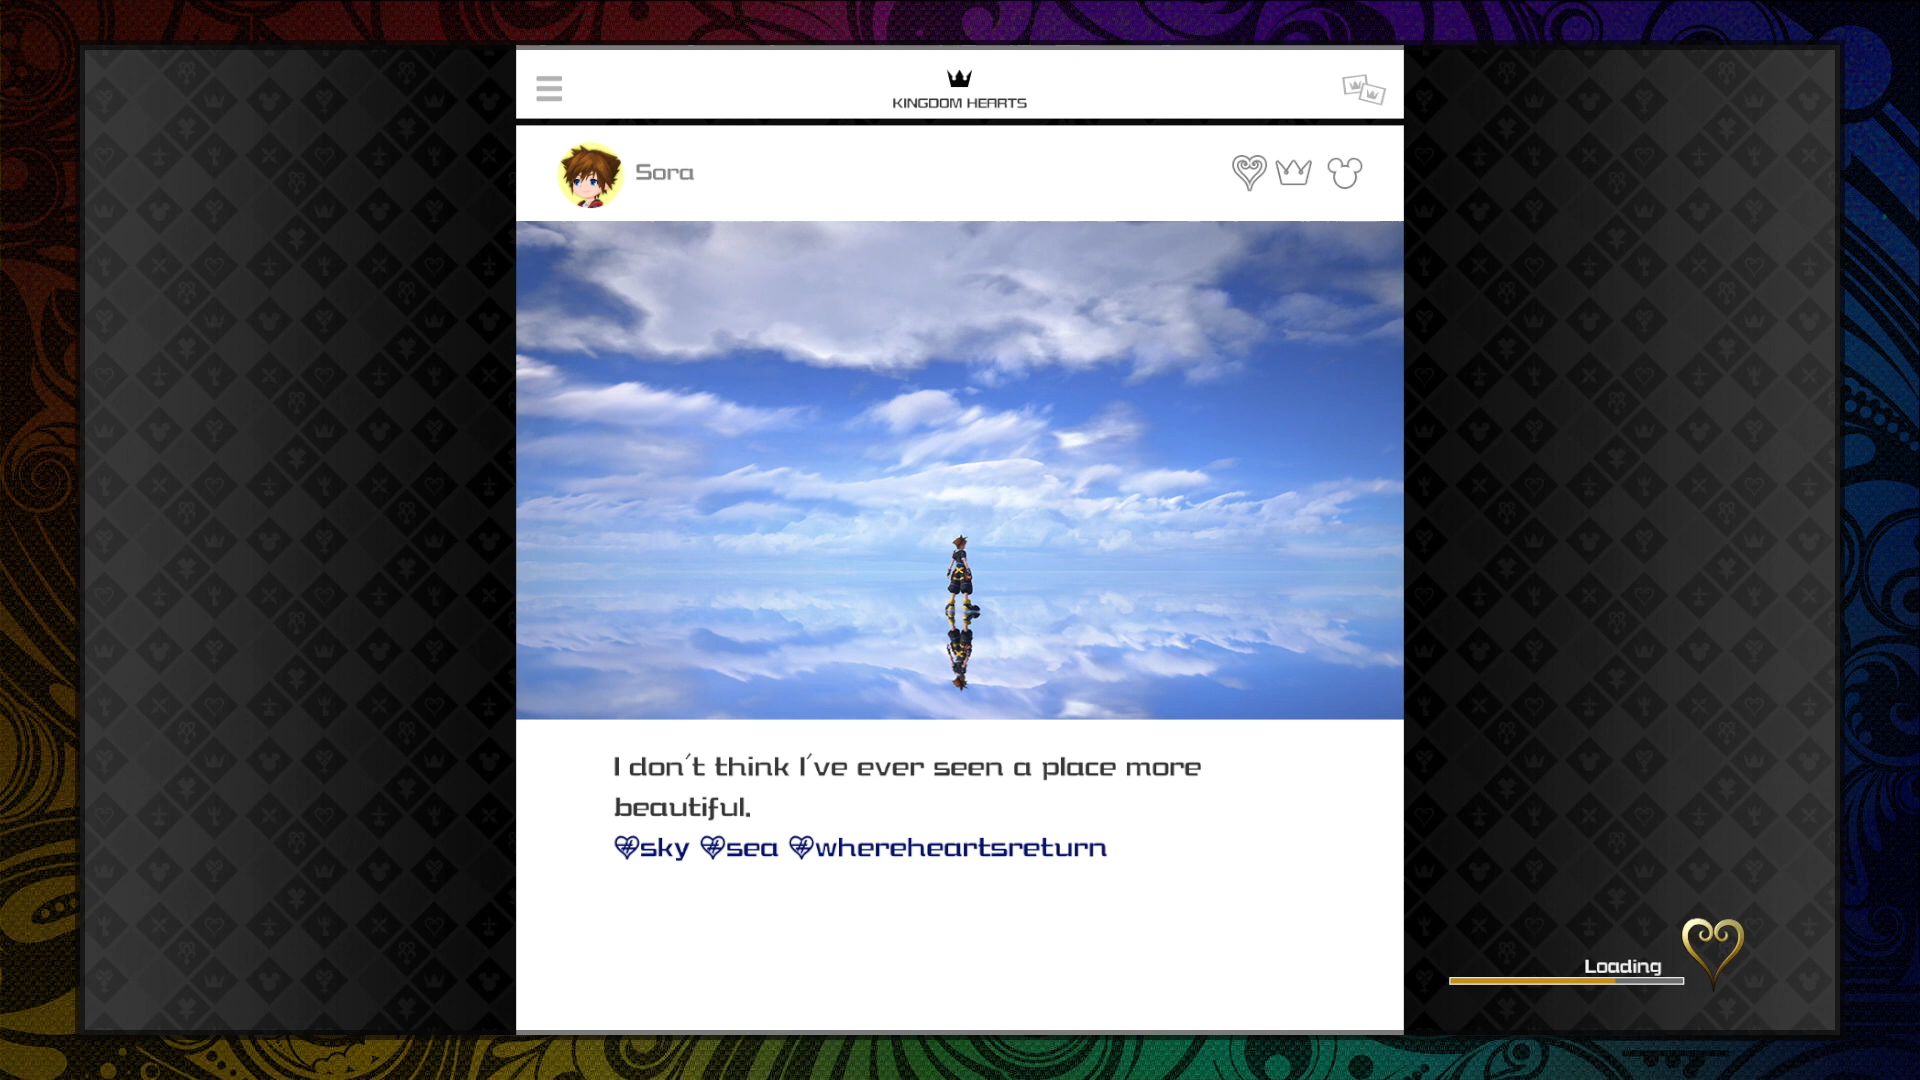 KINGDOM HEARTS
Sora
I don't think I've ever seen a place more
beautiful.
#sky #sea #whereheartsreturn
Loading